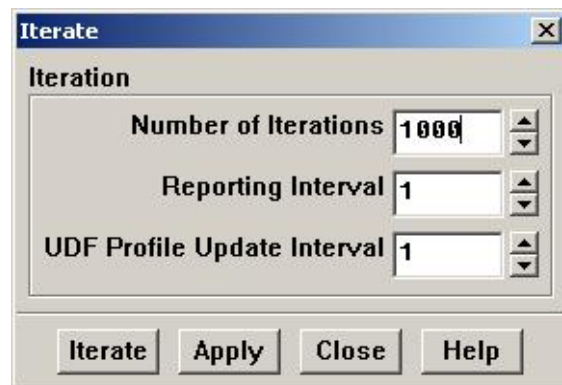 Iterate
Iteration
Number of Iterations 1000
Reporting Interval 1
UDF Profile Update Interval 1
Iterate Apply Close Help